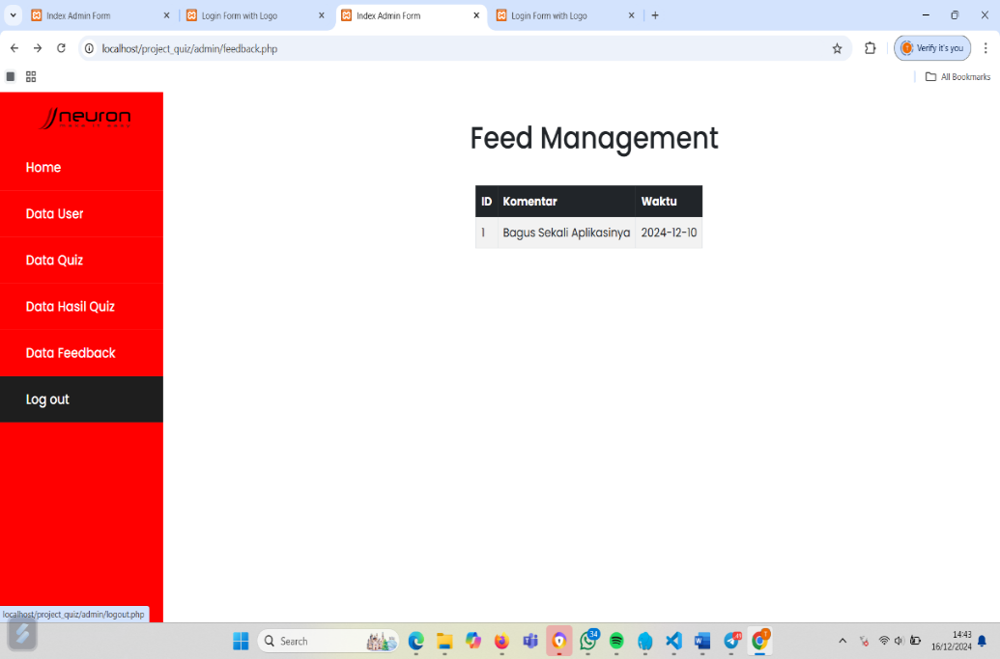 Index Admin Form
Login Form with Logo
Index Admin Form
Login Form with Logo
localhost/project_quiz/admin/feedback.php
Verify it's you
All Bookmarks
neuron
Home
Data User
Data Quiz
Data Hasil Quiz
Data Feedback
Log out
Feed Management
ID Komentar Waktu
1 Bagus Sekali Aplikasinya 2024-12-10
localhost/project_quiz/admin/logout.php
Search
34
14:43
16/12/2024